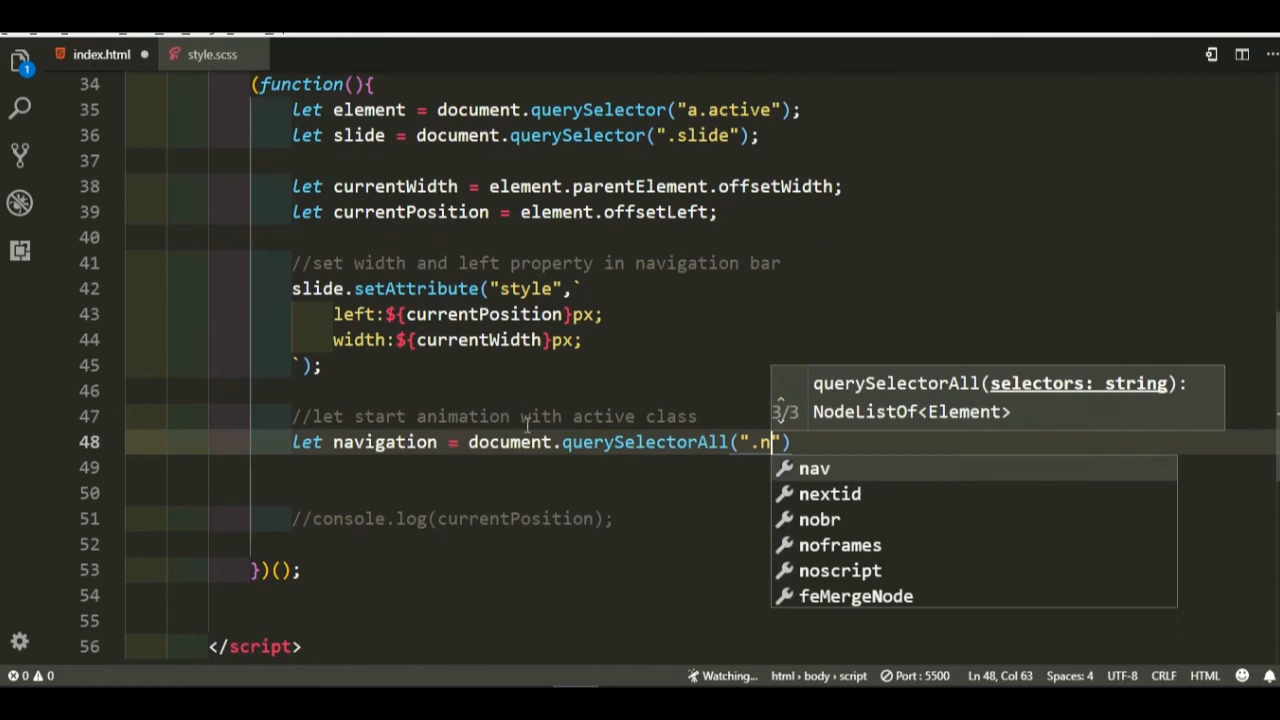 index.html
style.scss
1
34 (function(){
35 let element = document.querySelector("a.active");
36 let slide = document.querySelector(".slide");
37
38 let currentWidth = element.parentElement.offsetWidth;
39 let currentPosition = element.offsetLeft;
40
41 //set width and left property in navigation bar
42 slide.setAttribute("style",`
43 left:${currentPosition}px;
44 width:${currentWidth}px;
45 `);
46
querySelectorAll(selectors: string):
3/3 NodeListOf<Element>
47 //let start animation with active class
48 let navigation = document.querySelectorAll(".n")
49
nav
nextid
nobr
noframes
noscript
feMergeNode
50
51 //console.log(currentPosition);
52
53 })();
54
55
56 </script>
0 0 Watching... html › body › script Port : 5500 Ln 48, Col 63 Spaces: 4 UTF-8 CRLF HTML